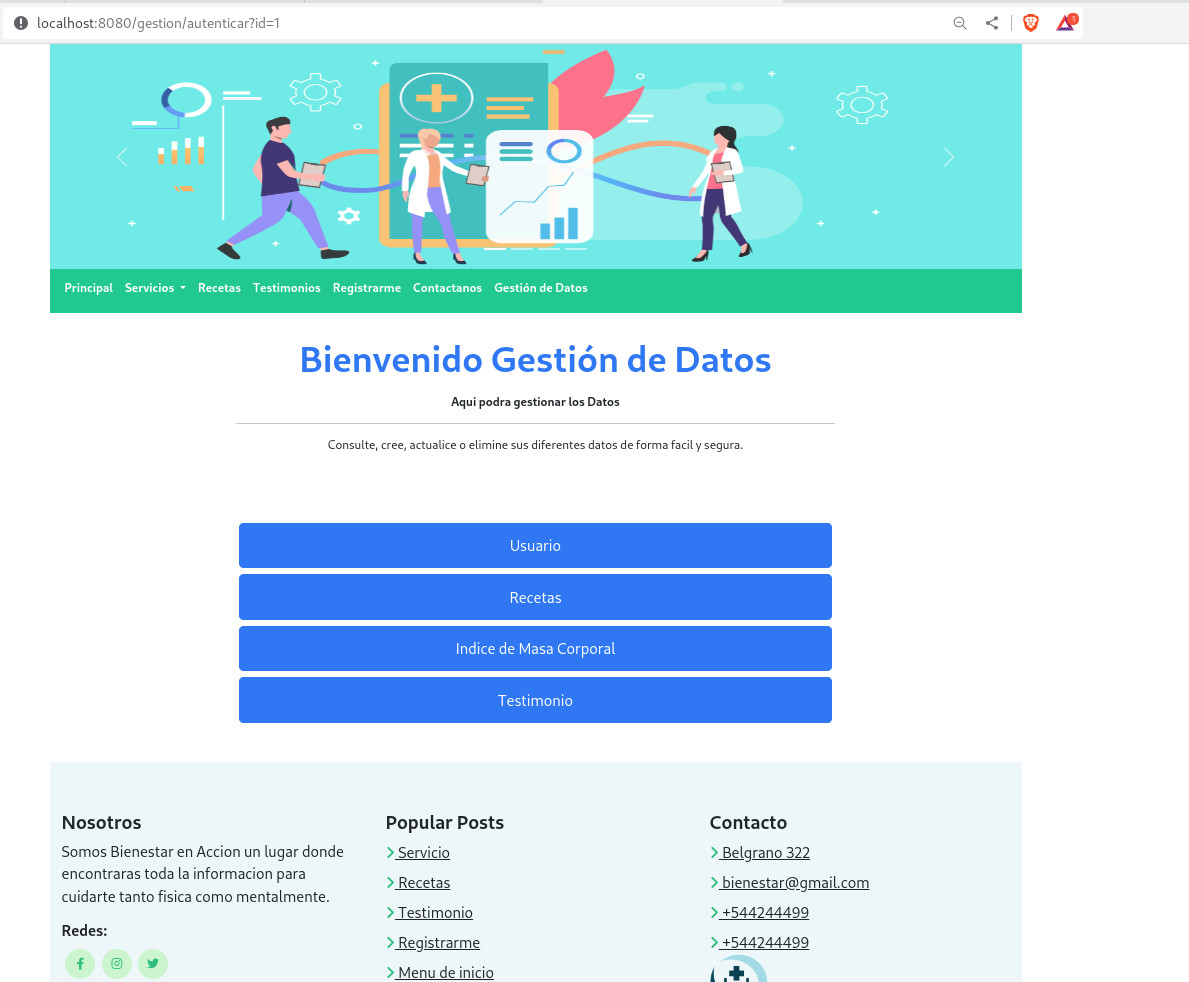 localhost:8080/gestion/autenticar?id=1
1
Principal Servicios Recetas Testimonios Registrarme Contactanos Gestión de Datos
Bienvenido Gestión de Datos
Aqui podra gestionar los Datos
Consulte, cree, actualice o elimine sus diferentes datos de forma facil y segura.
Usuario
Recetas
Indice de Masa Corporal
Testimonio
Nosotros
Somos Bienestar en Accion un lugar donde
encontraras toda la informacion para
cuidarte tanto fisica como mentalmente.
Redes:
Popular Posts
Servicio
Recetas
Testimonio
Registrarme
Menu de inicio
Contacto
Belgrano 322
bienestar@gmail.com
+544244499
+544244499